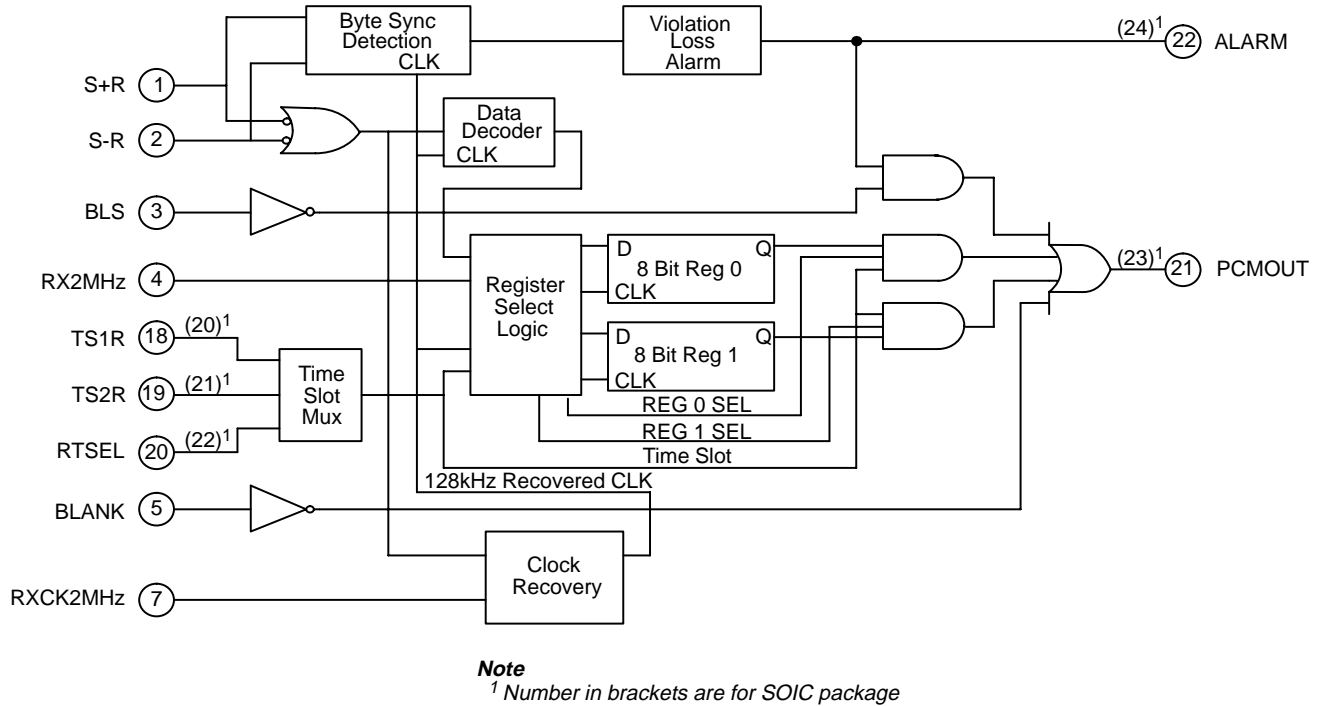 Byte Sync
Detection
CLK
Violation
Loss
Alarm
(24)1
22 ALARM
S+R 1
S-R 2
Data
Decoder
CLK
BLS 3
RX2MHz 4
Register
Select
Logic
D Q
8 Bit Reg 0
CLK
D Q
8 Bit Reg 1
CLK
(23)1
21 PCMOUT
TS1R 18 (20)1
TS2R 19 (21)1
RTSEL 20 (22)1
Time
Slot
Mux
REG 0 SEL
REG 1 SEL
Time Slot
128kHz Recovered CLK
BLANK 5
Clock
Recovery
RXCK2MHz 7
Note
1 Number in brackets are for SOIC package